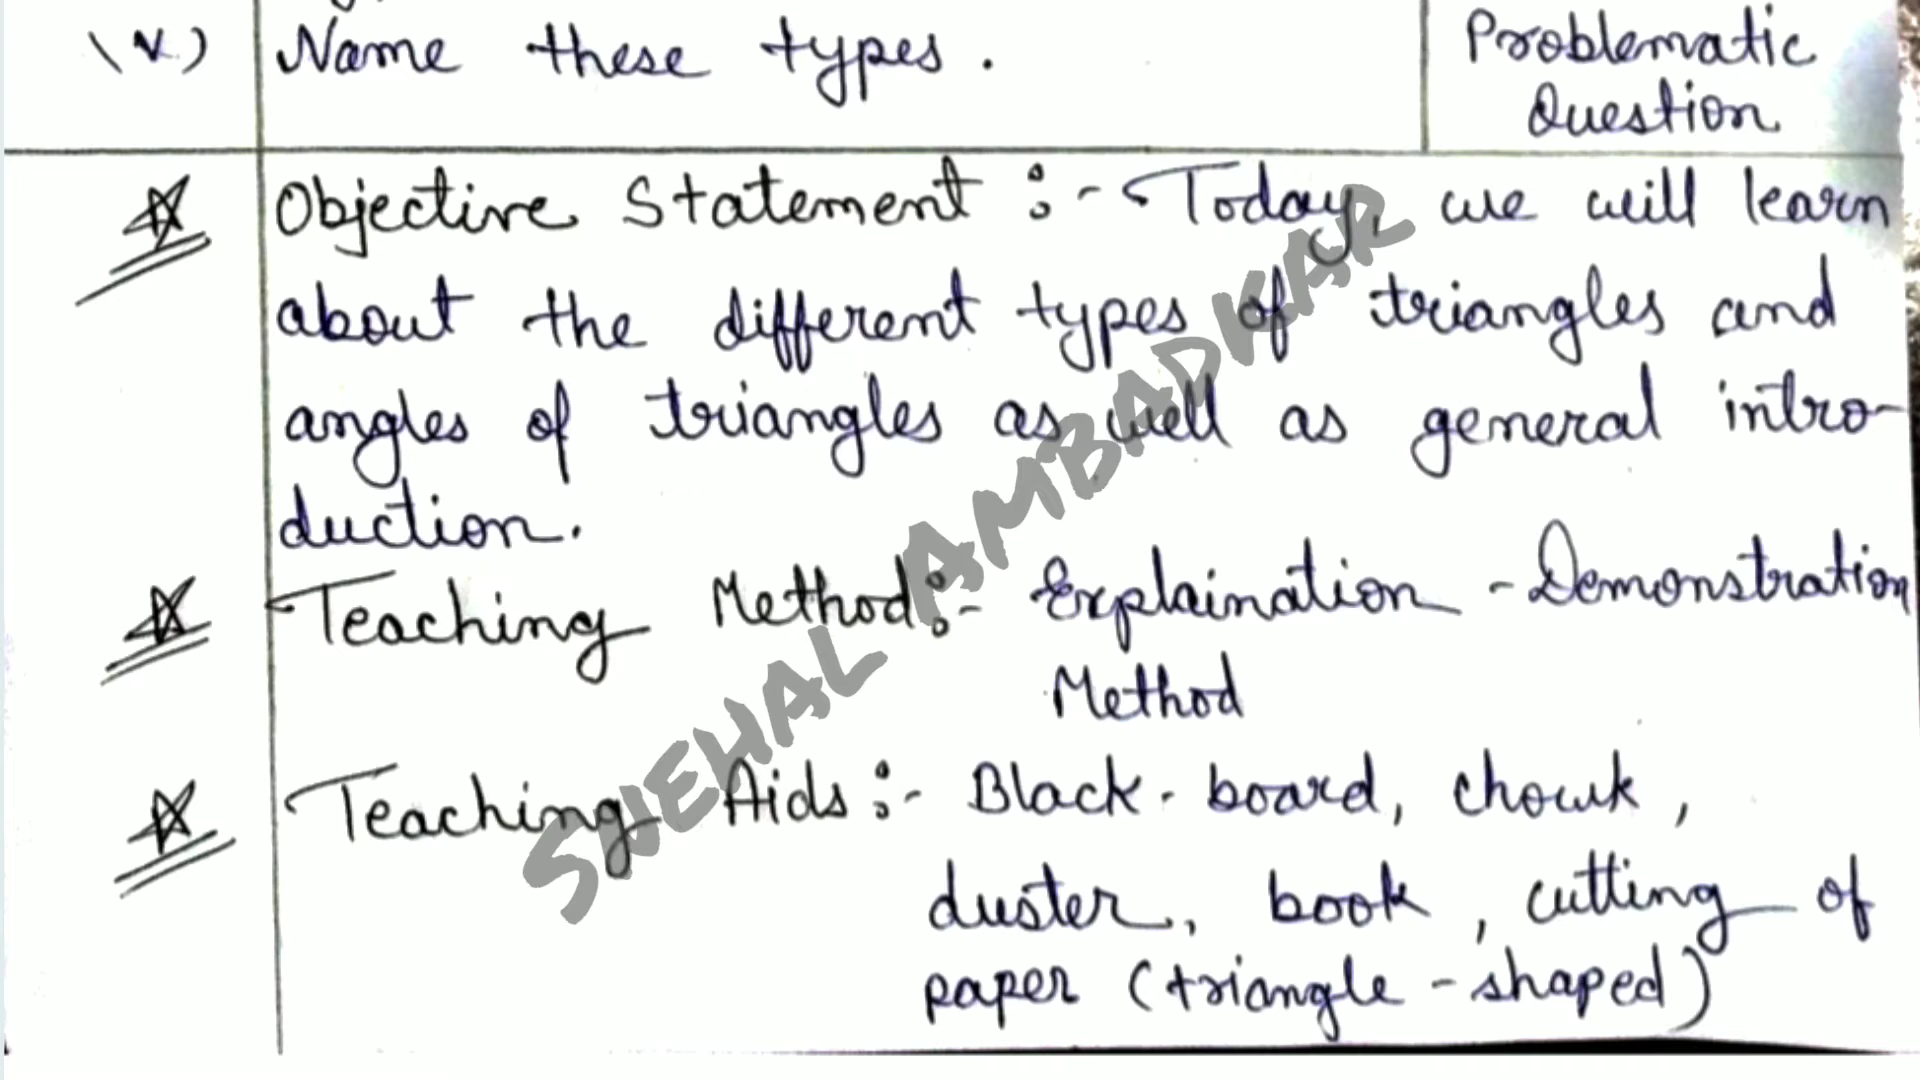 (v) Name these types. Problematic
Question
Objective Statement :- Today, we will learn
about the different types of triangles and
angles of triangles as well as general intro-
duction.
Teaching Method :- Explaination - Demonstration
Method
Teaching Aids :- Black-board, chowk,
duster, book, cutting of
paper (triangle-shaped)
SNEHAL AMBADKAR